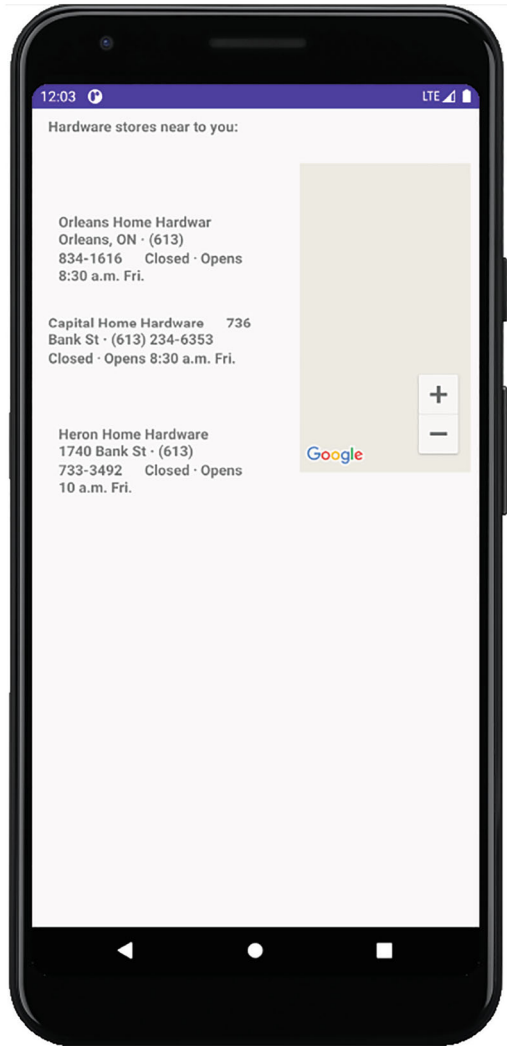 12:03 LTE
Hardware stores near to you:
Orleans Home Hardwar
Orleans, ON · (613)
834-1616 Closed · Opens
8:30 a.m. Fri.
Capital Home Hardware 736
Bank St · (613) 234-6353
Closed · Opens 8:30 a.m. Fri.
+
−
Google
Heron Home Hardware
1740 Bank St · (613)
733-3492 Closed · Opens
10 a.m. Fri.